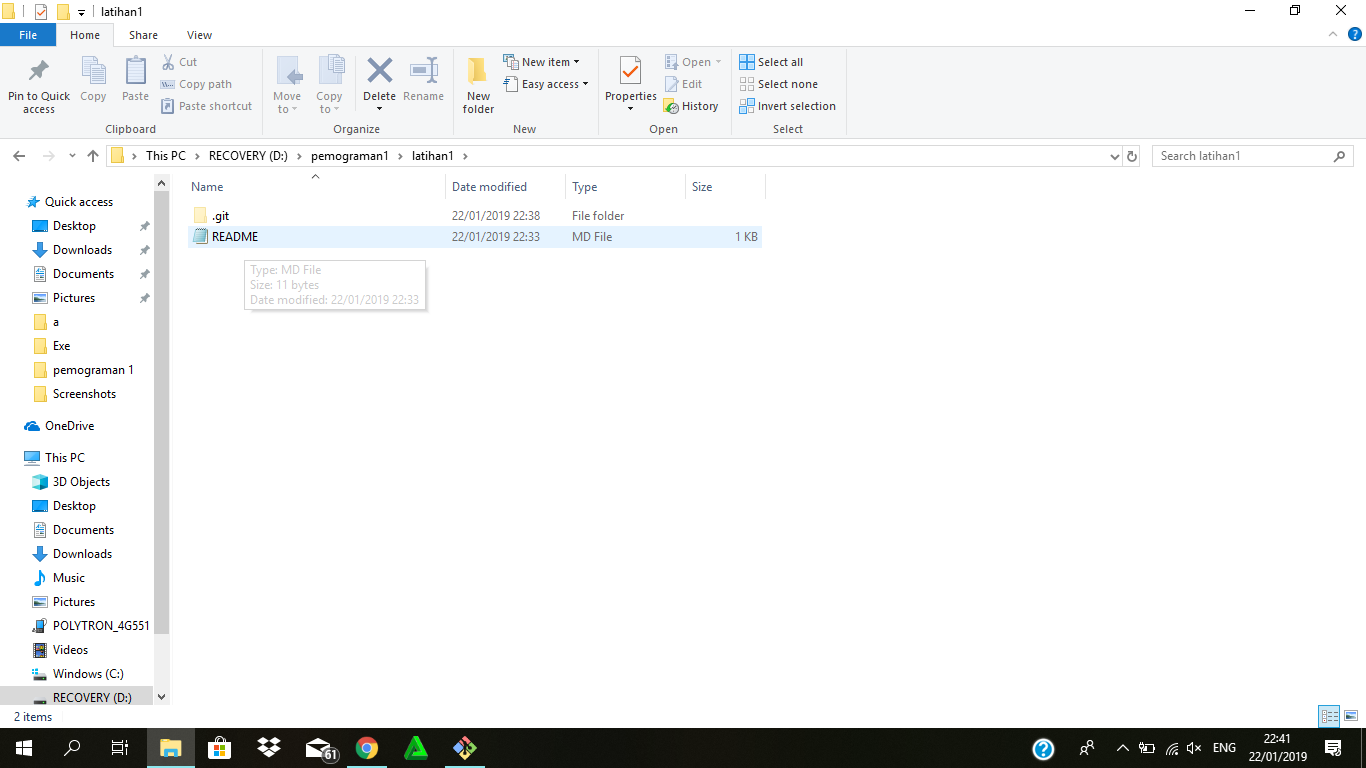 latihan1
File Home Share View
Pin to Quick access
Copy
Paste
Cut
Copy path
Paste shortcut
Clipboard
Move to
Copy to
Delete
Rename
Organize
New folder
New item
Easy access
New
Properties
Open
Edit
History
Open
Select all
Select none
Invert selection
Select
This PC RECOVERY (D:) pemograman1 latihan1
Search latihan1
Name Date modified Type Size
.git 22/01/2019 22:38 File folder
README 22/01/2019 22:33 MD File 1 KB
Type: MD File
Size: 11 bytes
Date modified: 22/01/2019 22:33
Quick access
Desktop
Downloads
Documents
Pictures
a
Exe
pemograman 1
Screenshots
OneDrive
This PC
3D Objects
Desktop
Documents
Downloads
Music
Pictures
POLYTRON_4G551
Videos
Windows (C:)
RECOVERY (D:)
2 items
61
ENG
22:41
22/01/2019